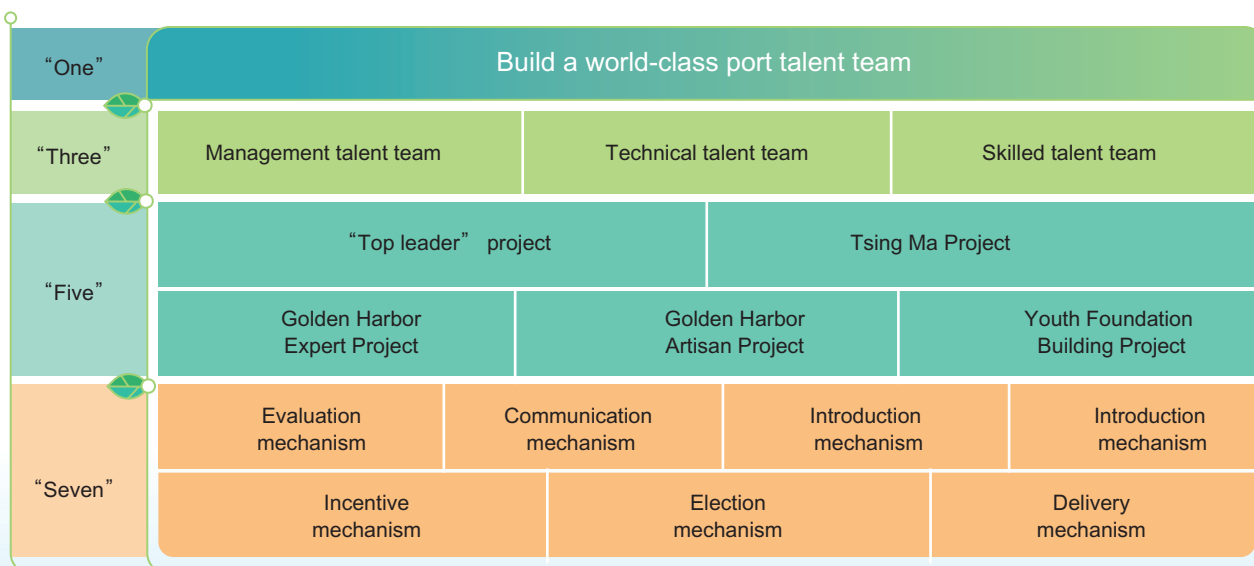 “One”
Build a world-class port talent team
“Three”
Management talent team
Technical talent team
Skilled talent team
“Five”
“Top leader” project
Tsing Ma Project
Golden Harbor
Expert Project
Golden Harbor
Artisan Project
Youth Foundation
Building Project
“Seven”
Evaluation
mechanism
Communication
mechanism
Introduction
mechanism
Introduction
mechanism
Incentive
mechanism
Election
mechanism
Delivery
mechanism